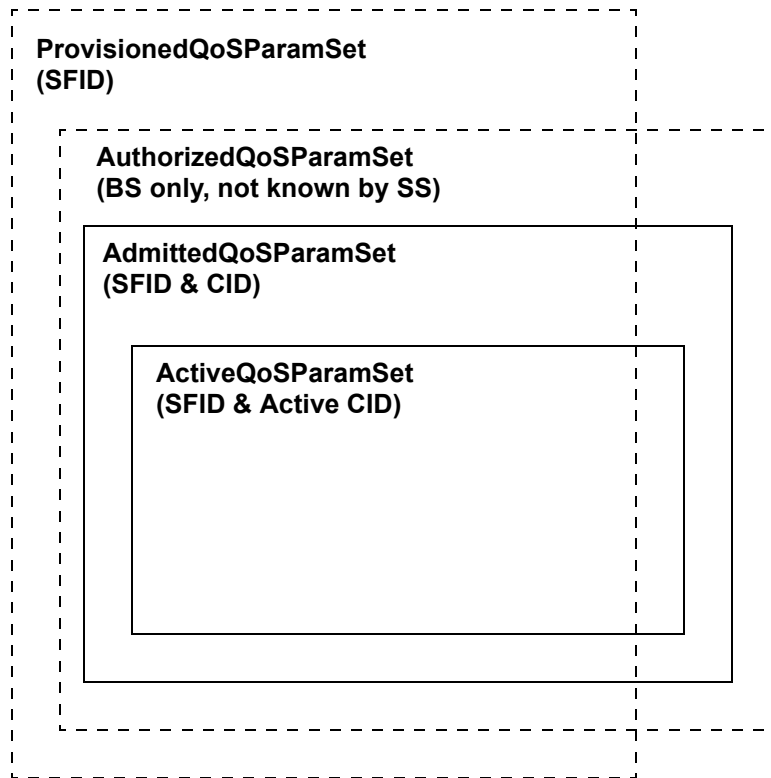 ProvisionedQoSParamSet
(SFID)
AuthorizedQoSParamSet
(BS only, not known by SS)
AdmittedQoSParamSet
(SFID & CID)
ActiveQoSParamSet
(SFID & Active CID)